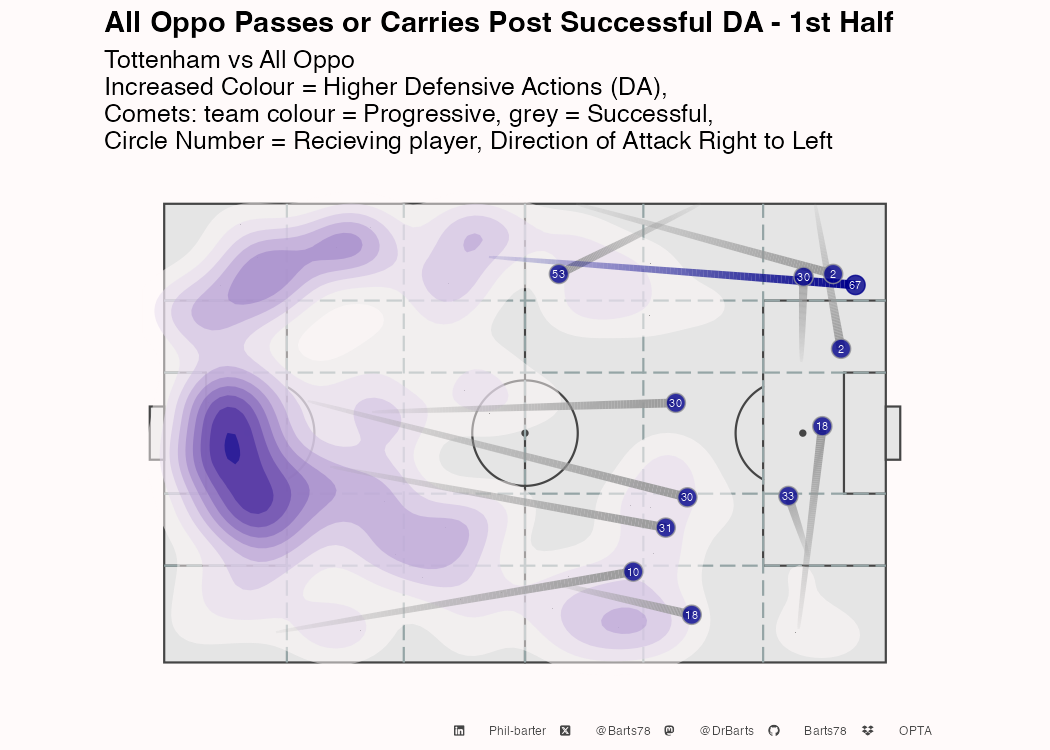 All Oppo Passes or Carries Post Successful DA - 1st Half
Tottenham vs All Oppo
Increased Colour = Higher Defensive Actions (DA),
Comets: team colour = Progressive, grey = Successful,
Circle Number = Recieving player, Direction of Attack Right to Left
53
30
2
67
2
30
18
30
33
31
10
18
Phil-barter @Barts78 @DrBarts Barts78 OPTA